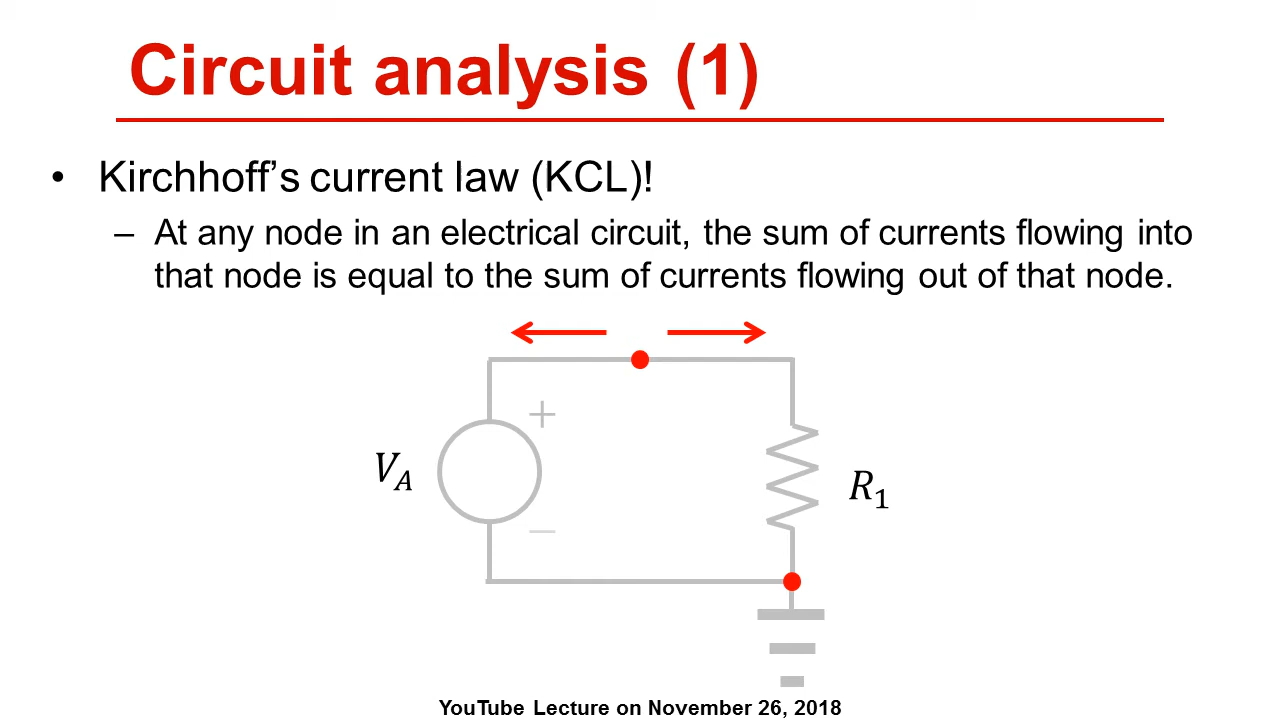 Circuit analysis (1)
• Kirchhoff’s current law (KCL)!
– At any node in an electrical circuit, the sum of currents flowing into
that node is equal to the sum of currents flowing out of that node.
+
V_A
R_1
–
YouTube Lecture on November 26, 2018